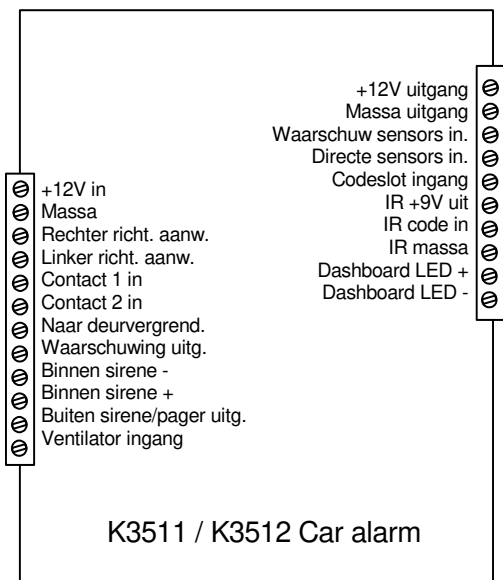 +12V uitgang
Massa uitgang
Waarschuw sensors in.
Directe sensors in.
Codeslot ingang
IR +9V uit
IR code in
IR massa
Dashboard LED +
Dashboard LED -
+12V in
Massa
Rechter richt. aanw.
Linker richt. aanw.
Contact 1 in
Contact 2 in
Naar deurvergrend.
Waarschuwing uitg.
Binnen sirene -
Binnen sirene +
Buiten sirene/pager uitg.
Ventilator ingang
K3511 / K3512 Car alarm